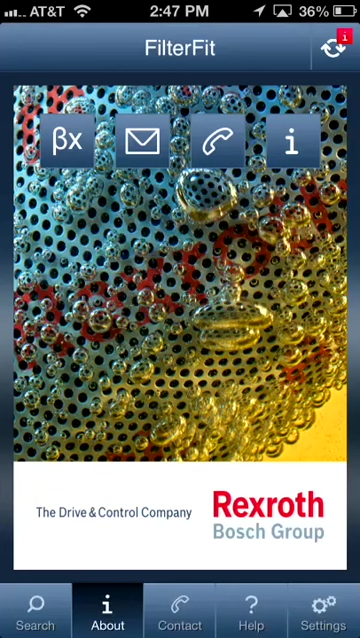 AT&T 2:47 PM 36%
FilterFit
i
βx i
The Drive & Control Company
Rexroth
Bosch Group
i
?
Search About Contact Help Settings